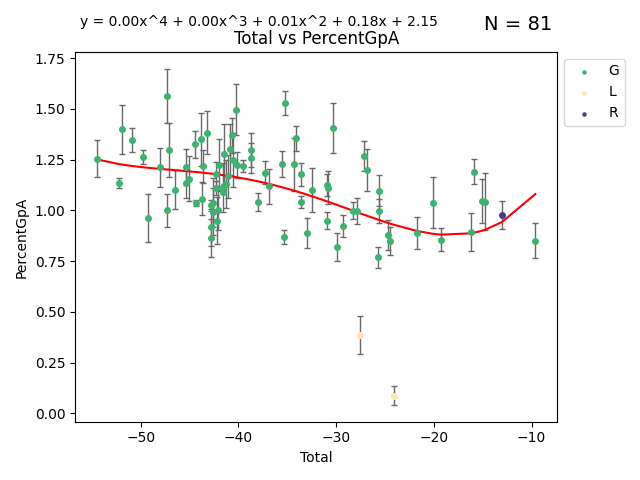 y = 0.00x^4 + 0.00x^3 + 0.01x^2 + 0.18x + 2.15
N = 81
Total vs PercentGpA
G
L
R
PercentGpA
1.75
1.50
1.25
1.00
0.75
0.50
0.25
0.00
−50
−40
−30
−20
−10
Total